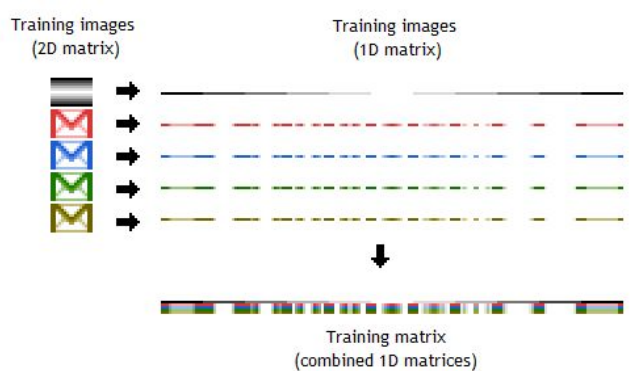 Training images
(2D matrix)
Training images
(1D matrix)
Training matrix
(combined 1D matrices)